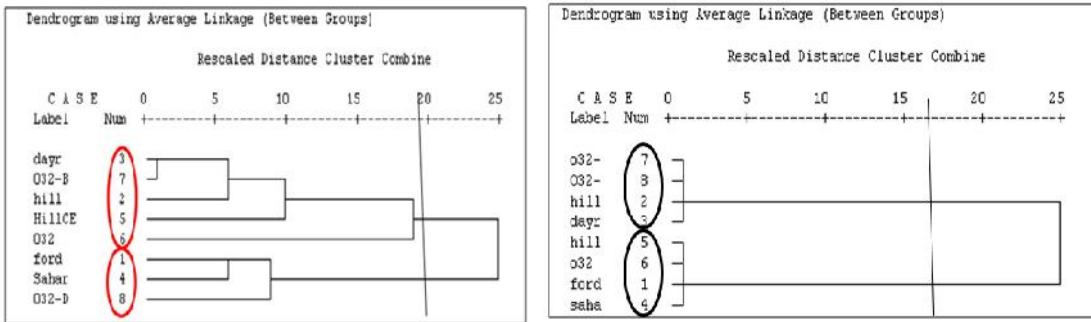 Dendrogram using Average Linkage (Between Groups)
Rescaled Distance Cluster Combine
C A S E 0 5 10 15 20 25
Label Num +---------+---------+---------+---------+---------+
dayr 3
O32-B 7
hill 2
HillCE 5
O32 6
ford 1
Sahar 4
O32-D 8
Dendrogram using Average Linkage (Between Groups)
Rescaled Distance Cluster Combine
C A S E 0 5 10 15 20 25
Label Num +---------+---------+---------+---------+---------+
o32- 7
O32- 8
hill 2
dayr 3
hill 5
o32 6
ford 1
saha 4